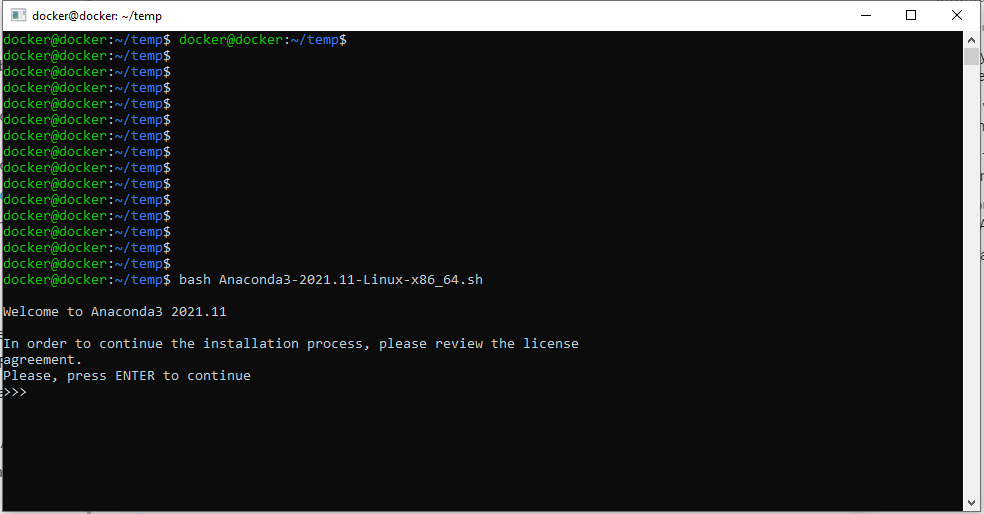 docker@docker: ~/temp
docker@docker:~/temp$ docker@docker:~/temp$
docker@docker:~/temp$
docker@docker:~/temp$
docker@docker:~/temp$
docker@docker:~/temp$
docker@docker:~/temp$
docker@docker:~/temp$
docker@docker:~/temp$
docker@docker:~/temp$
docker@docker:~/temp$
docker@docker:~/temp$
docker@docker:~/temp$
docker@docker:~/temp$
docker@docker:~/temp$
docker@docker:~/temp$
docker@docker:~/temp$ bash Anaconda3-2021.11-Linux-x86_64.sh
Welcome to Anaconda3 2021.11
In order to continue the installation process, please review the license
agreement.
Please, press ENTER to continue
>>>